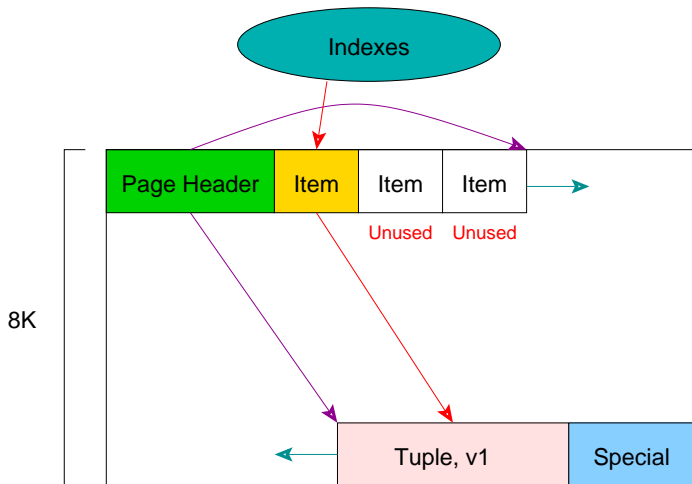 Indexes
Page Header Item Item Item
Unused Unused
8K
Tuple, v1 Special